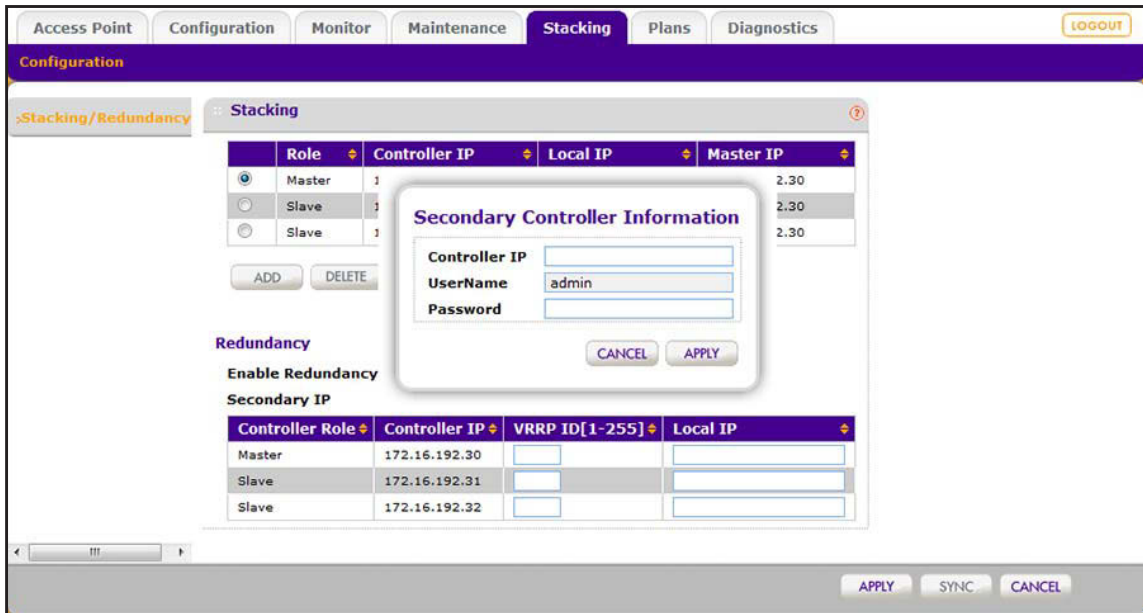 Access Point Configuration Monitor Maintenance Stacking Plans Diagnostics LOGOUT
Configuration
Stacking/Redundancy
Stacking ?
Role Controller IP Local IP Master IP
Master 1 2.30
Slave 1 2.30
Slave 1 2.30
ADD DELETE
Secondary Controller Information
Controller IP
UserName admin
Password
CANCEL APPLY
Redundancy
Enable Redundancy
Secondary IP
Controller Role Controller IP VRRP ID[1-255] Local IP
Master 172.16.192.30
Slave 172.16.192.31
Slave 172.16.192.32
APPLY SYNC CANCEL